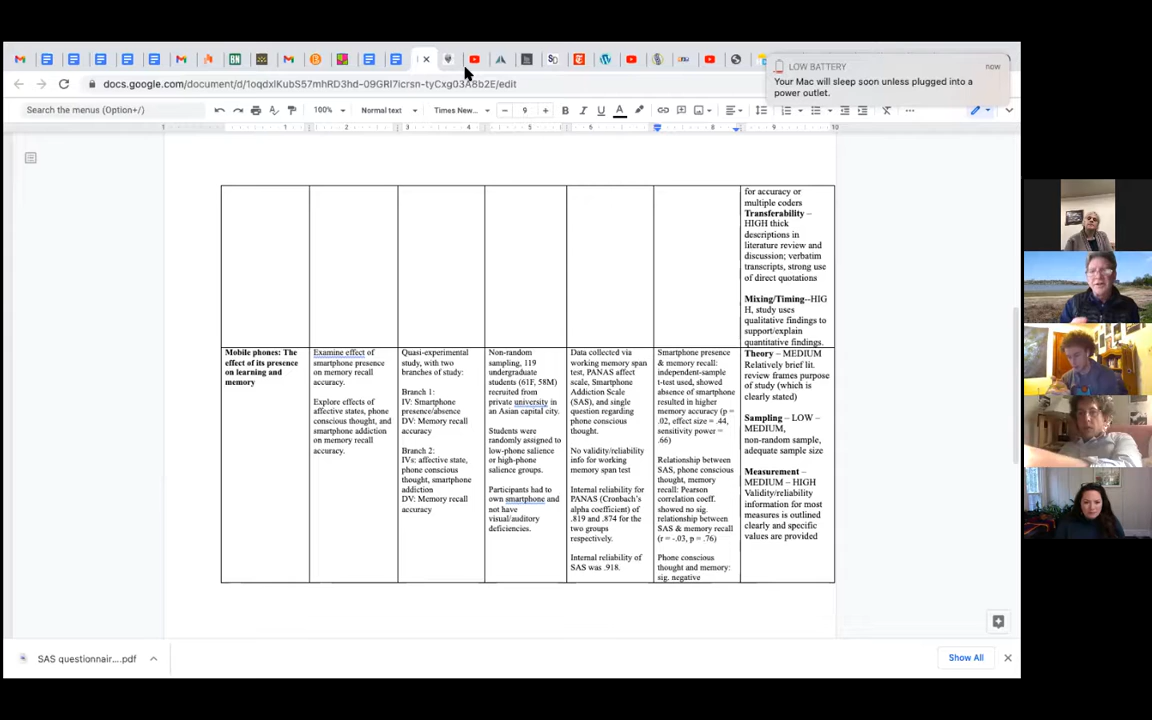 LOW BATTERY
now
Your Mac will sleep soon unless plugged into a
power outlet.
docs.google.com/document/d/1oqdxlKubS57mhRD3hd-09GRI7icrsn-tyCxg03A8b2E/edit
Search the menus (Option+/)
100%
Normal text
Times New...
9
B I U A
1
1
2
3
4
5
6
7
8
9
10
for accuracy or
multiple coders
Transferability –
HIGH thick
descriptions in
literature review and
discussion; verbatim
transcripts, strong use
of direct quotations
Mixing/Timing--HIG
H, study uses
qualitative findings to
support/explain
quantitative findings.
Mobile phones: The
effect of its presence
on learning and
memory
Examine effect of
smartphone presence
on memory recall
accuracy.
Explore effects of
affective states, phone
conscious thought, and
smartphone addiction
on memory recall
accuracy.
Quasi-experimental
study, with two
branches of study:
Branch 1:
IV: Smartphone
presence/absence
DV: Memory recall
accuracy
Branch 2:
IVs: affective state,
phone conscious
thought, smartphone
addiction
DV: Memory recall
accuracy
Non-random
sampling, 119
undergraduate
students (61F, 58M)
recruited from
private university in
an Asian capital city.
Students were
randomly assigned to
low-phone salience
or high-phone
salience groups.
Participants had to
own smartphone and
not have
visual/auditory
deficiencies.
Data collected via
working memory span
test, PANAS affect
scale, Smartphone
Addiction Scale
(SAS), and single
question regarding
phone conscious
thought.
No validity/reliability
info for working
memory span test
Internal reliability for
PANAS (Cronbach's
alpha coefficient) of
.819 and .874 for the
two groups
respectively.
Internal reliability of
SAS was .918.
Smartphone presence
& memory recall:
independent-sample
t-test used, showed
absence of smartphone
resulted in higher
memory accuracy (p =
.02, effect size = .44,
sensitivity power =
.66)
Relationship between
SAS, phone conscious
thought, memory
recall: Pearson
correlation coeff.
showed no sig.
relationship between
SAS & memory recall
(r = -.03, p = .76)
Phone conscious
thought and memory:
sig. negative
Theory – MEDIUM
Relatively brief lit.
review frames purpose
of study (which is
clearly stated)
Sampling – LOW –
MEDIUM,
non-random sample,
adequate sample size
Measurement –
MEDIUM – HIGH
Validity/reliability
information for most
measures is outlined
clearly and specific
values are provided
SAS questionnair....pdf
Show All